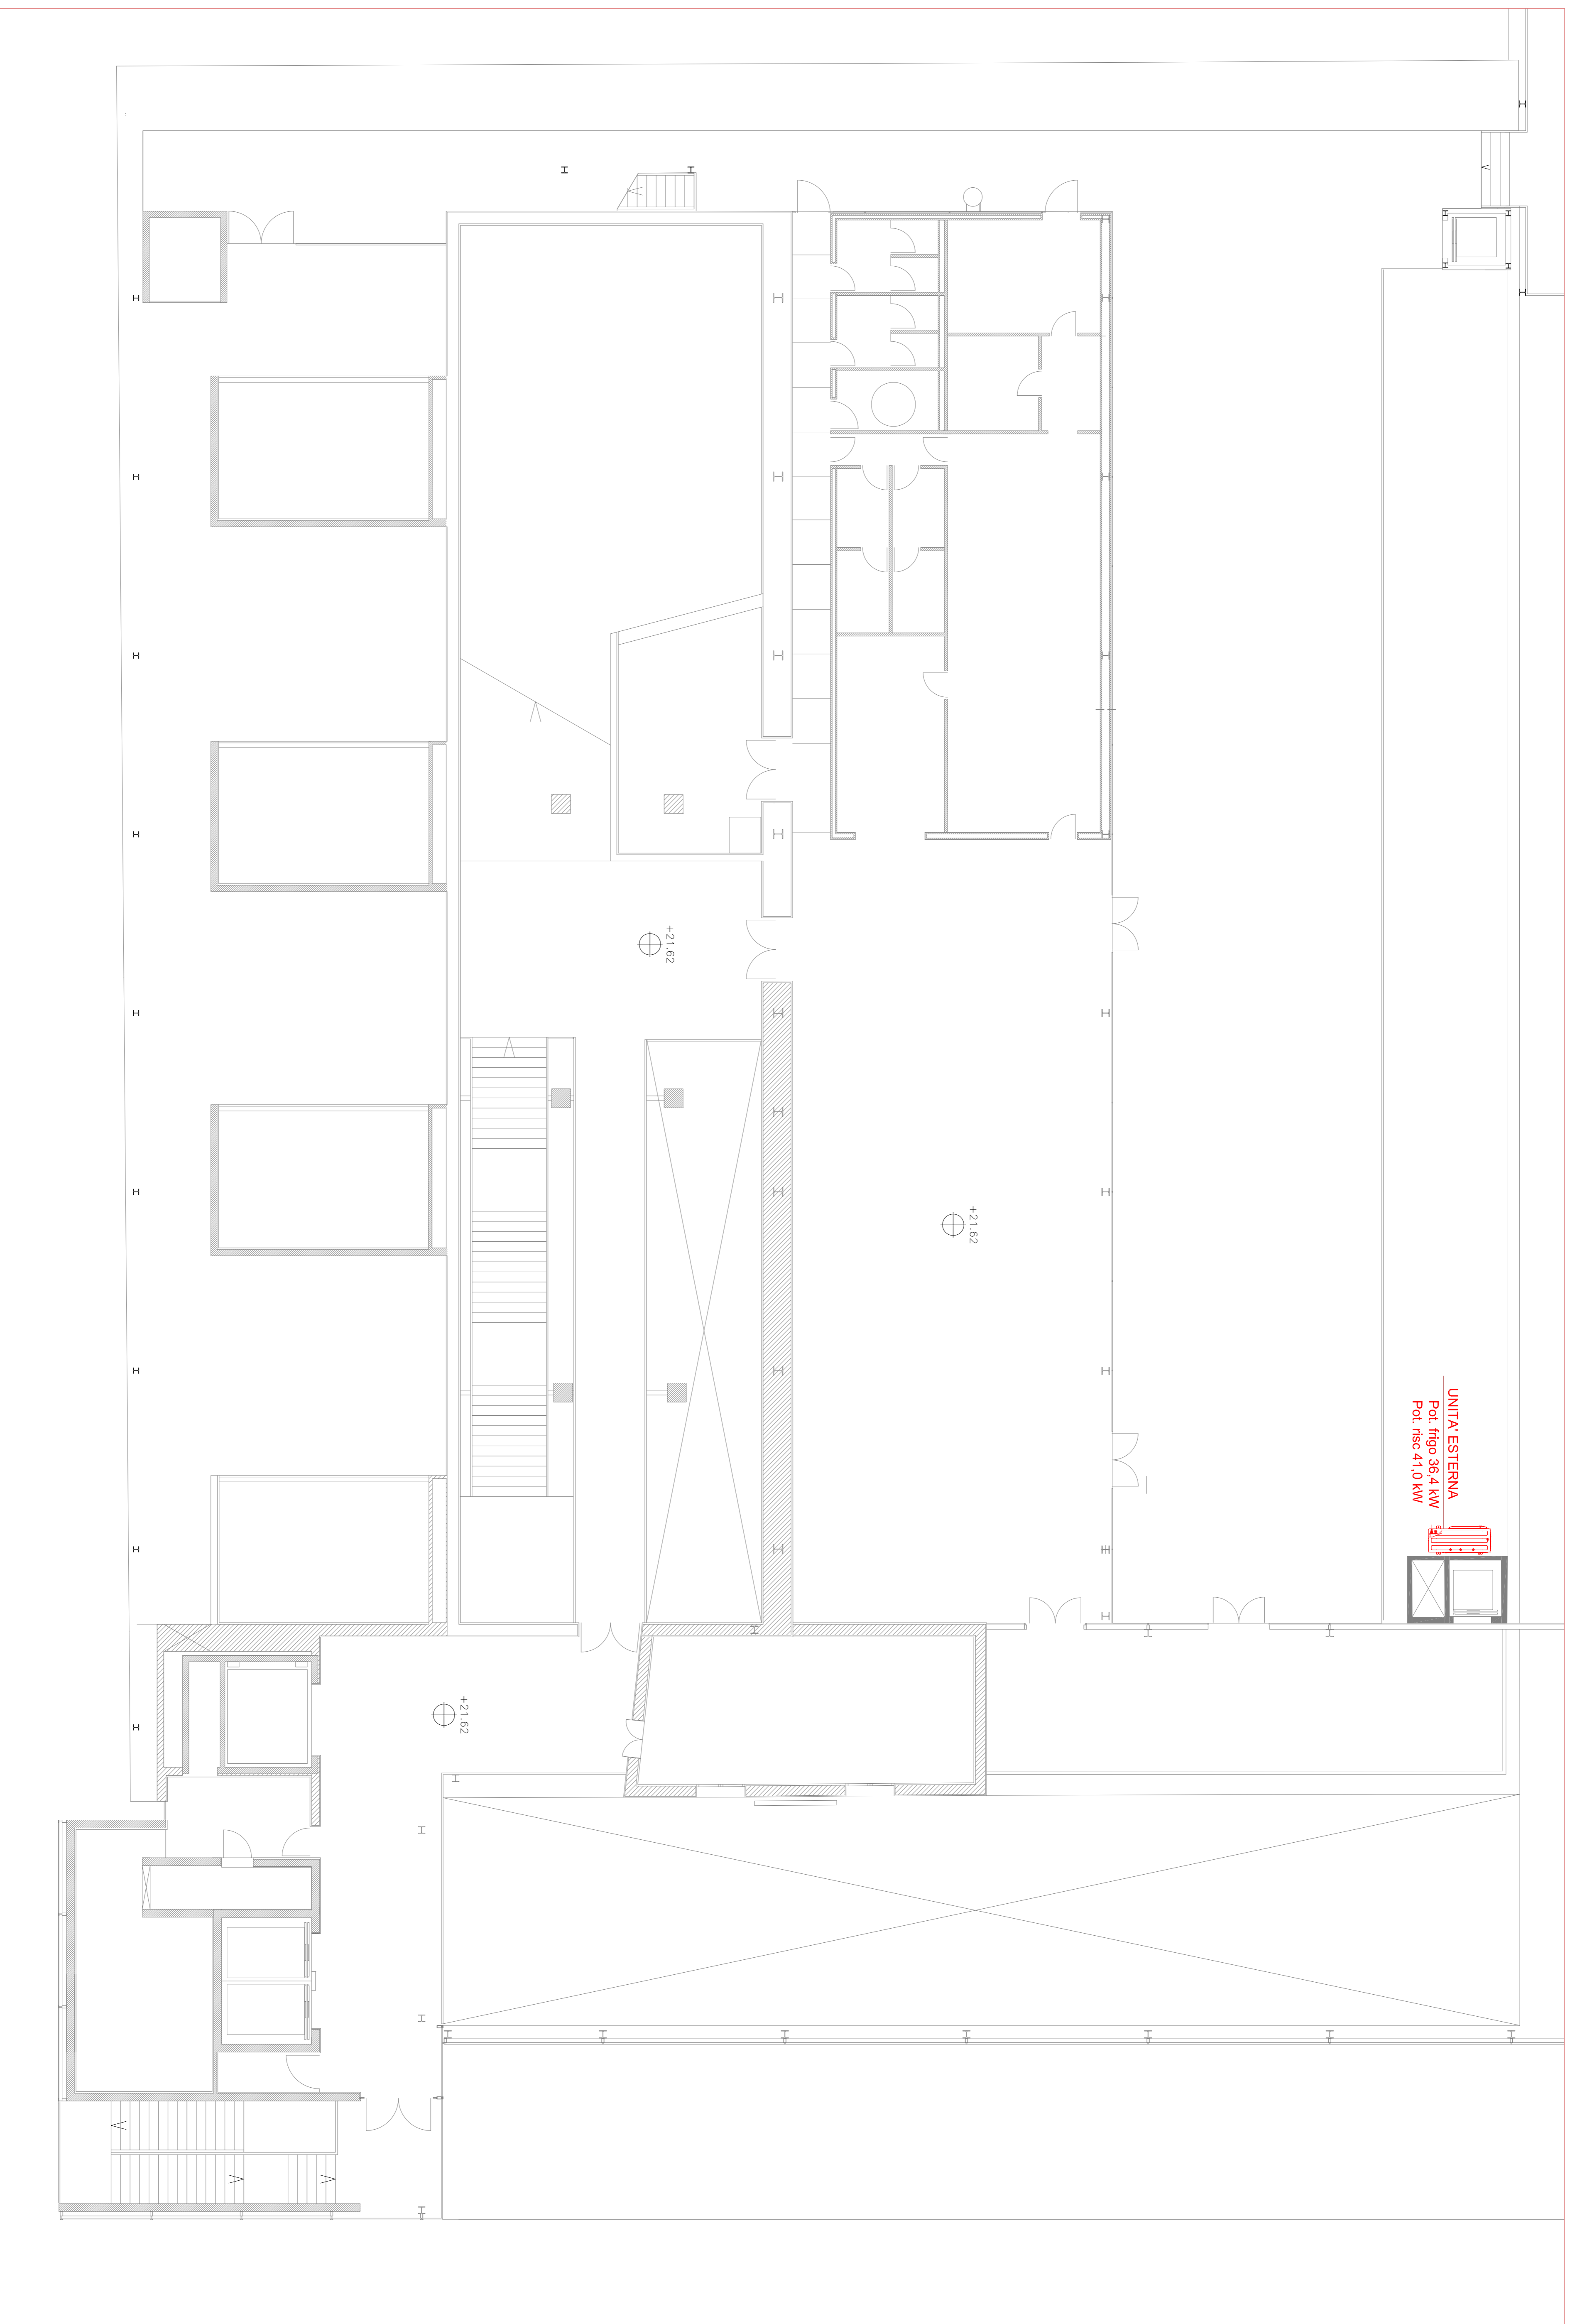 +21.62
+21.62
UNITA' ESTERNA
Pot. frigo 36,4 kW
Pot. risc 41,0 kW
+21.62